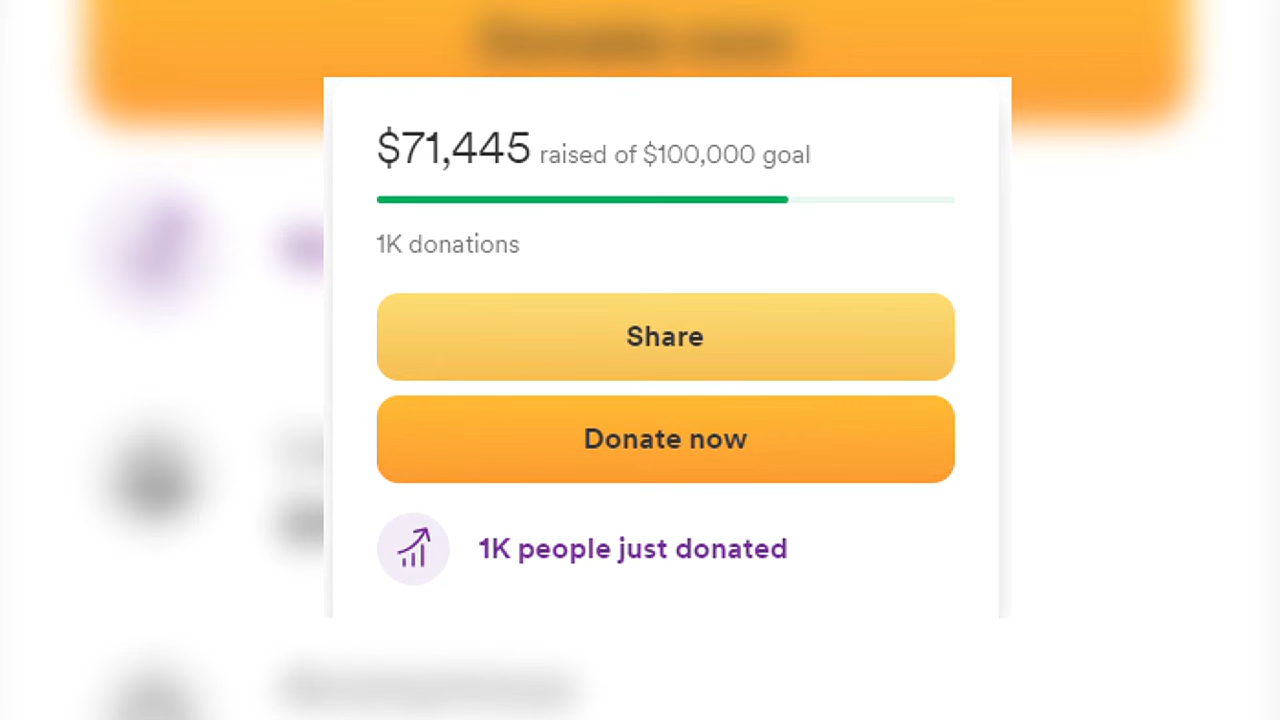 $71,445 raised of $100,000 goal
1K donations
Share
Donate now
1K people just donated